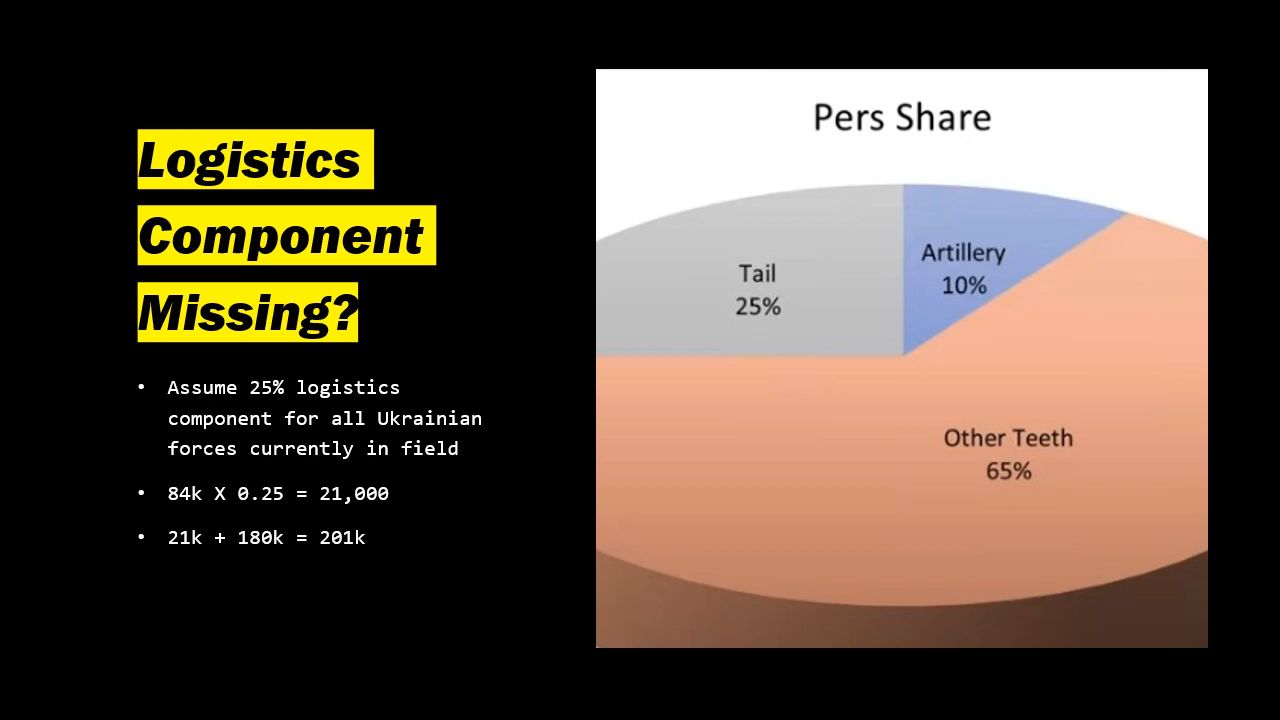 Logistics
Component
Missing?
• Assume 25% logistics
component for all Ukrainian
forces currently in field
• 84k X 0.25 = 21,000
• 21k + 180k = 201k
Pers Share
Tail
25%
Artillery
10%
Other Teeth
65%